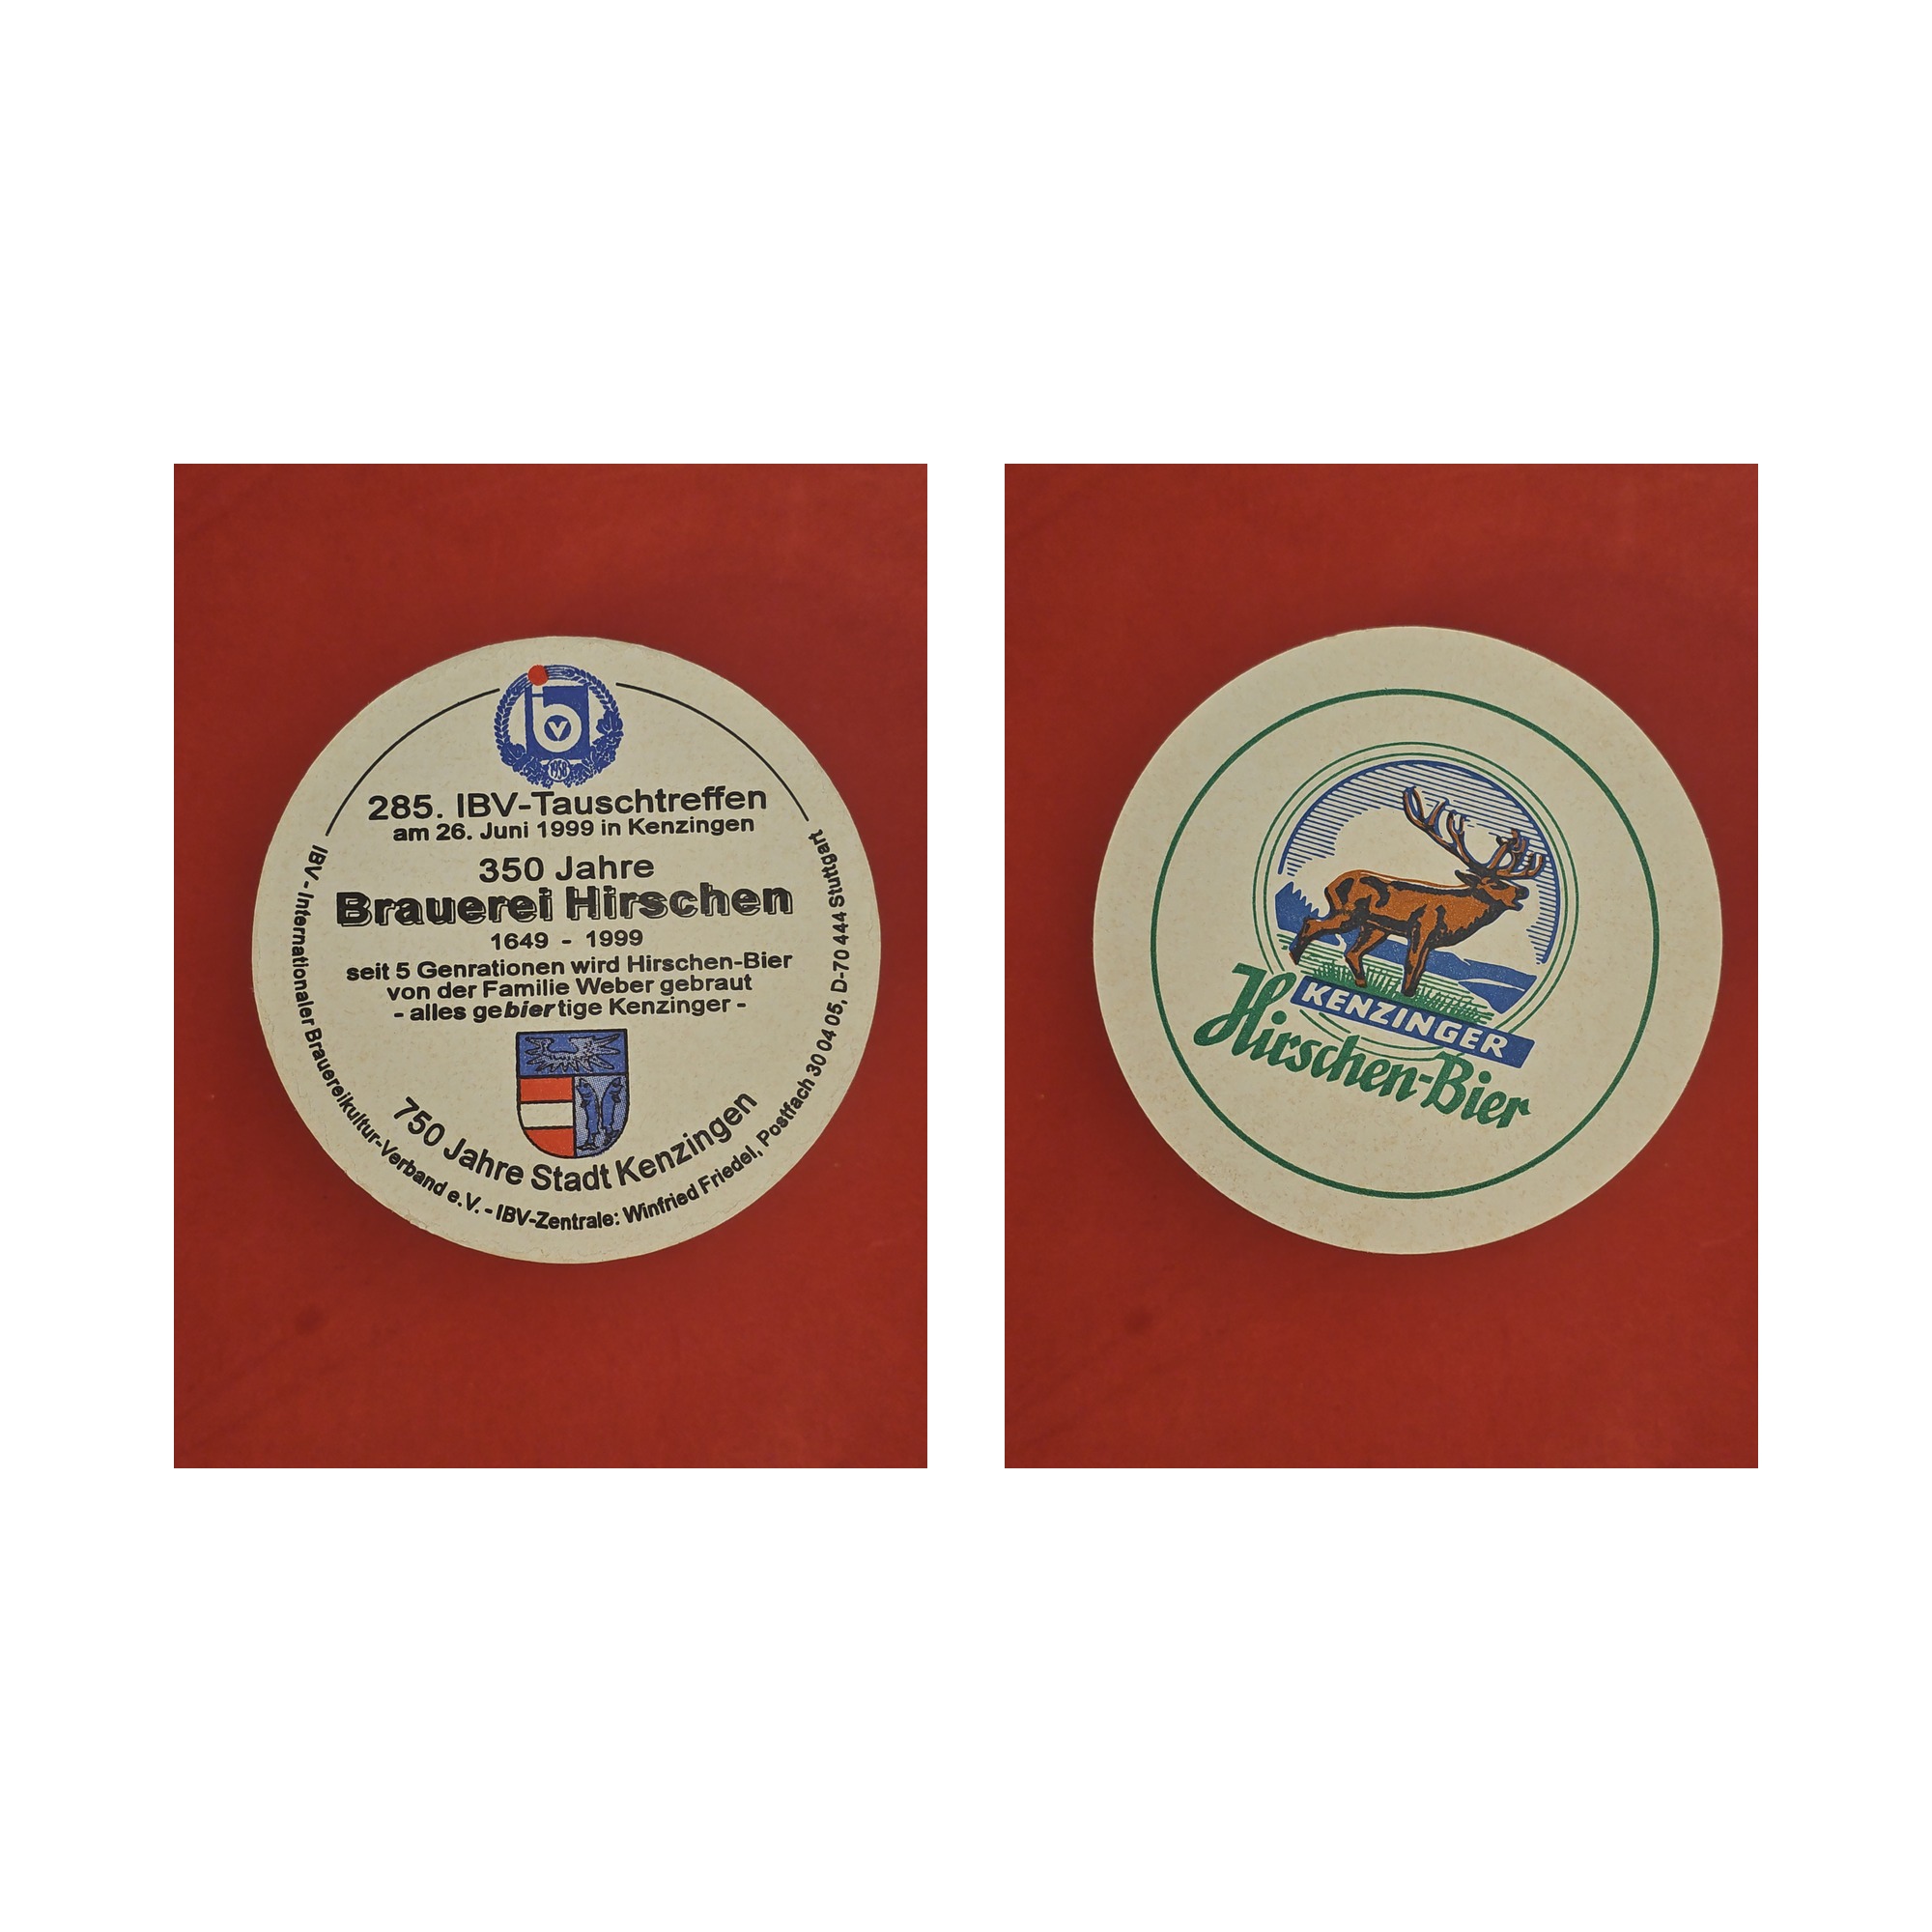 ibv
1958
285. IBV-Tauschtreffen
am 26. Juni 1999 in Kenzingen
350 Jahre
Brauerei Hirschen
1649 - 1999
seit 5 Genrationen wird Hirschen-Bier
von der Familie Weber gebraut
- alles gebiertige Kenzinger -
750 Jahre Stadt Kenzingen
IBV - Internationaler Brauereikultur-Verband e.V. - IBV-Zentrale: Winfried Friedel, Postfach 30 04 05, D-70 444 Stuttgart
KENZINGER
Hirschen-Bier